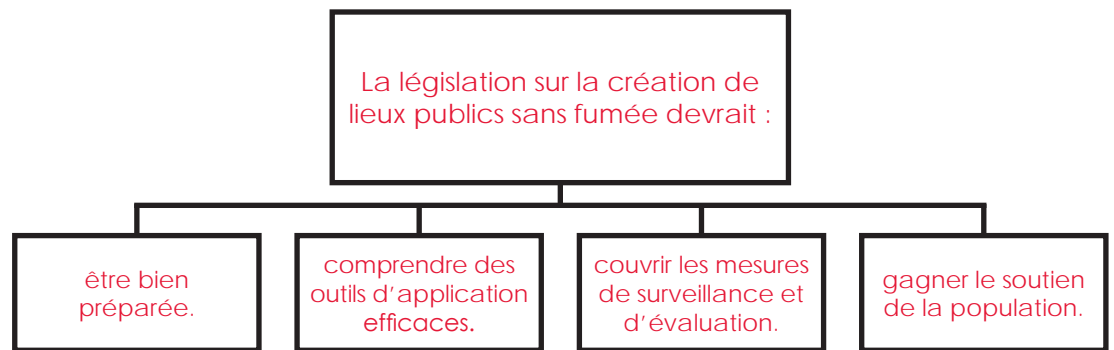 La législation sur la création de
lieux publics sans fumée devrait :
être bien
préparée.
comprendre des
outils d'application
efficaces.
couvrir les mesures
de surveillance et
d'évaluation.
gagner le soutien
de la population.